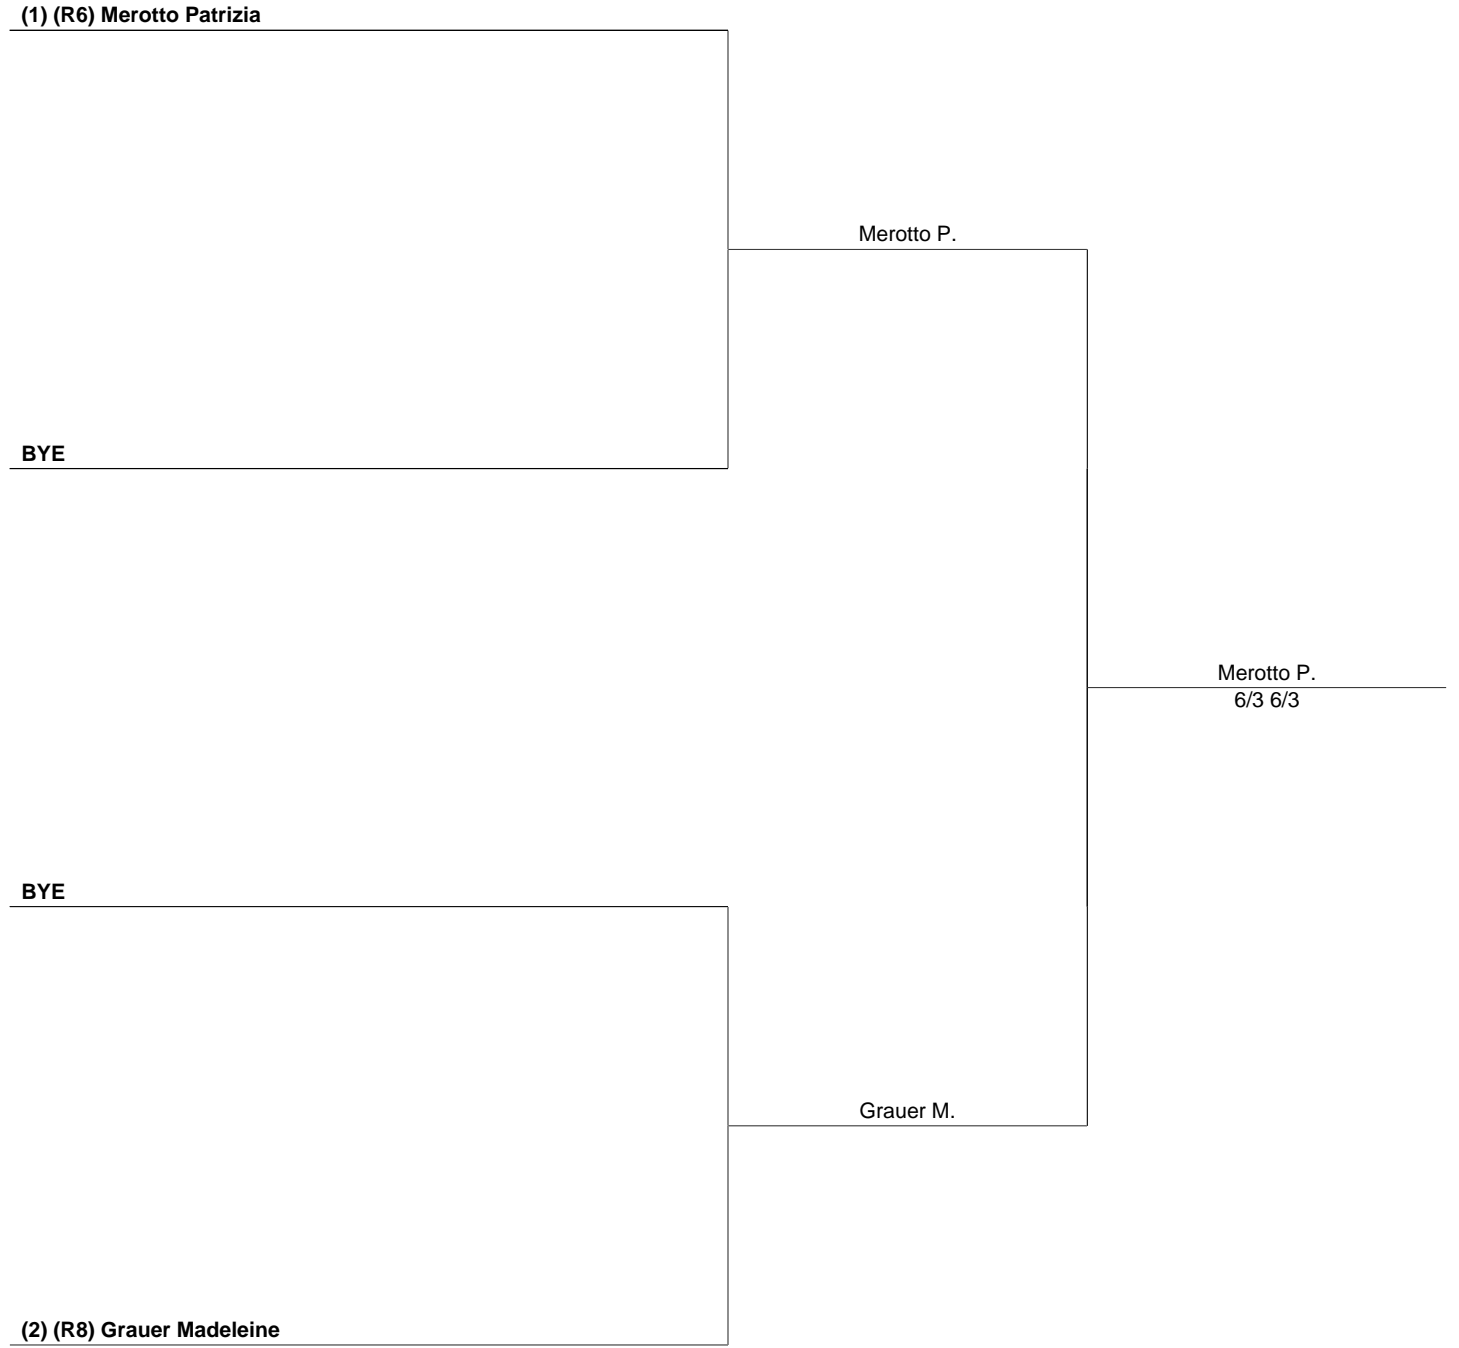 (1) (R6) Merotto Patrizia
Merotto P.
BYE
Merotto P.
6/3 6/3
BYE
Grauer M.
(2) (R8) Grauer Madeleine